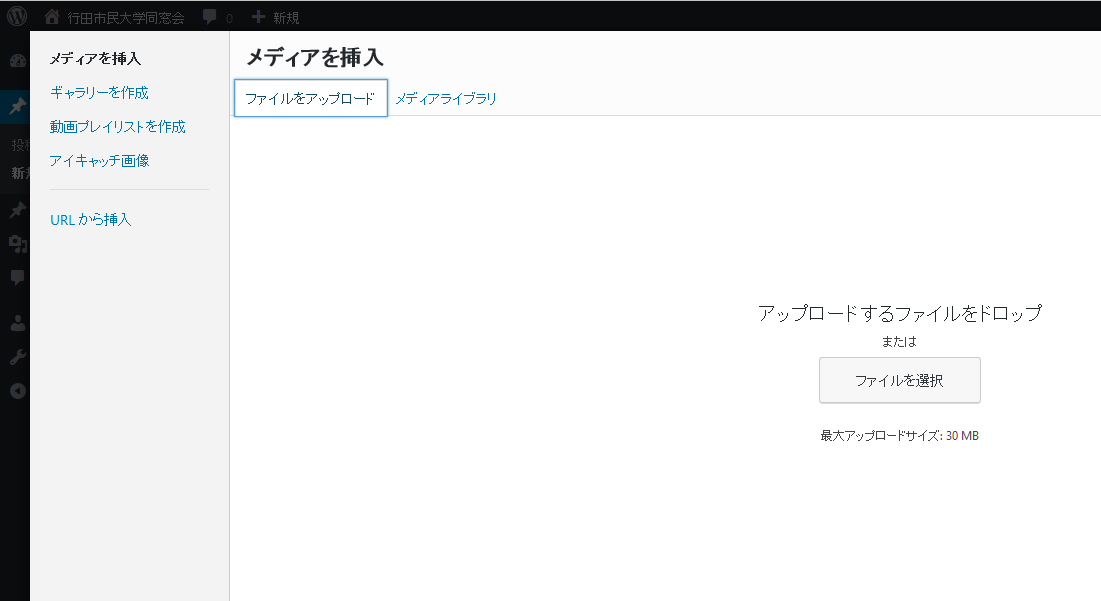 行田市民大学同窓会 0 新規
メディアを挿入
ギャラリーを作成
動画プレイリストを作成
アイキャッチ画像
URL から挿入
メディアを挿入
ファイルをアップロード メディアライブラリ
アップロードするファイルをドロップ
または
ファイルを選択
最大アップロードサイズ: 30 MB